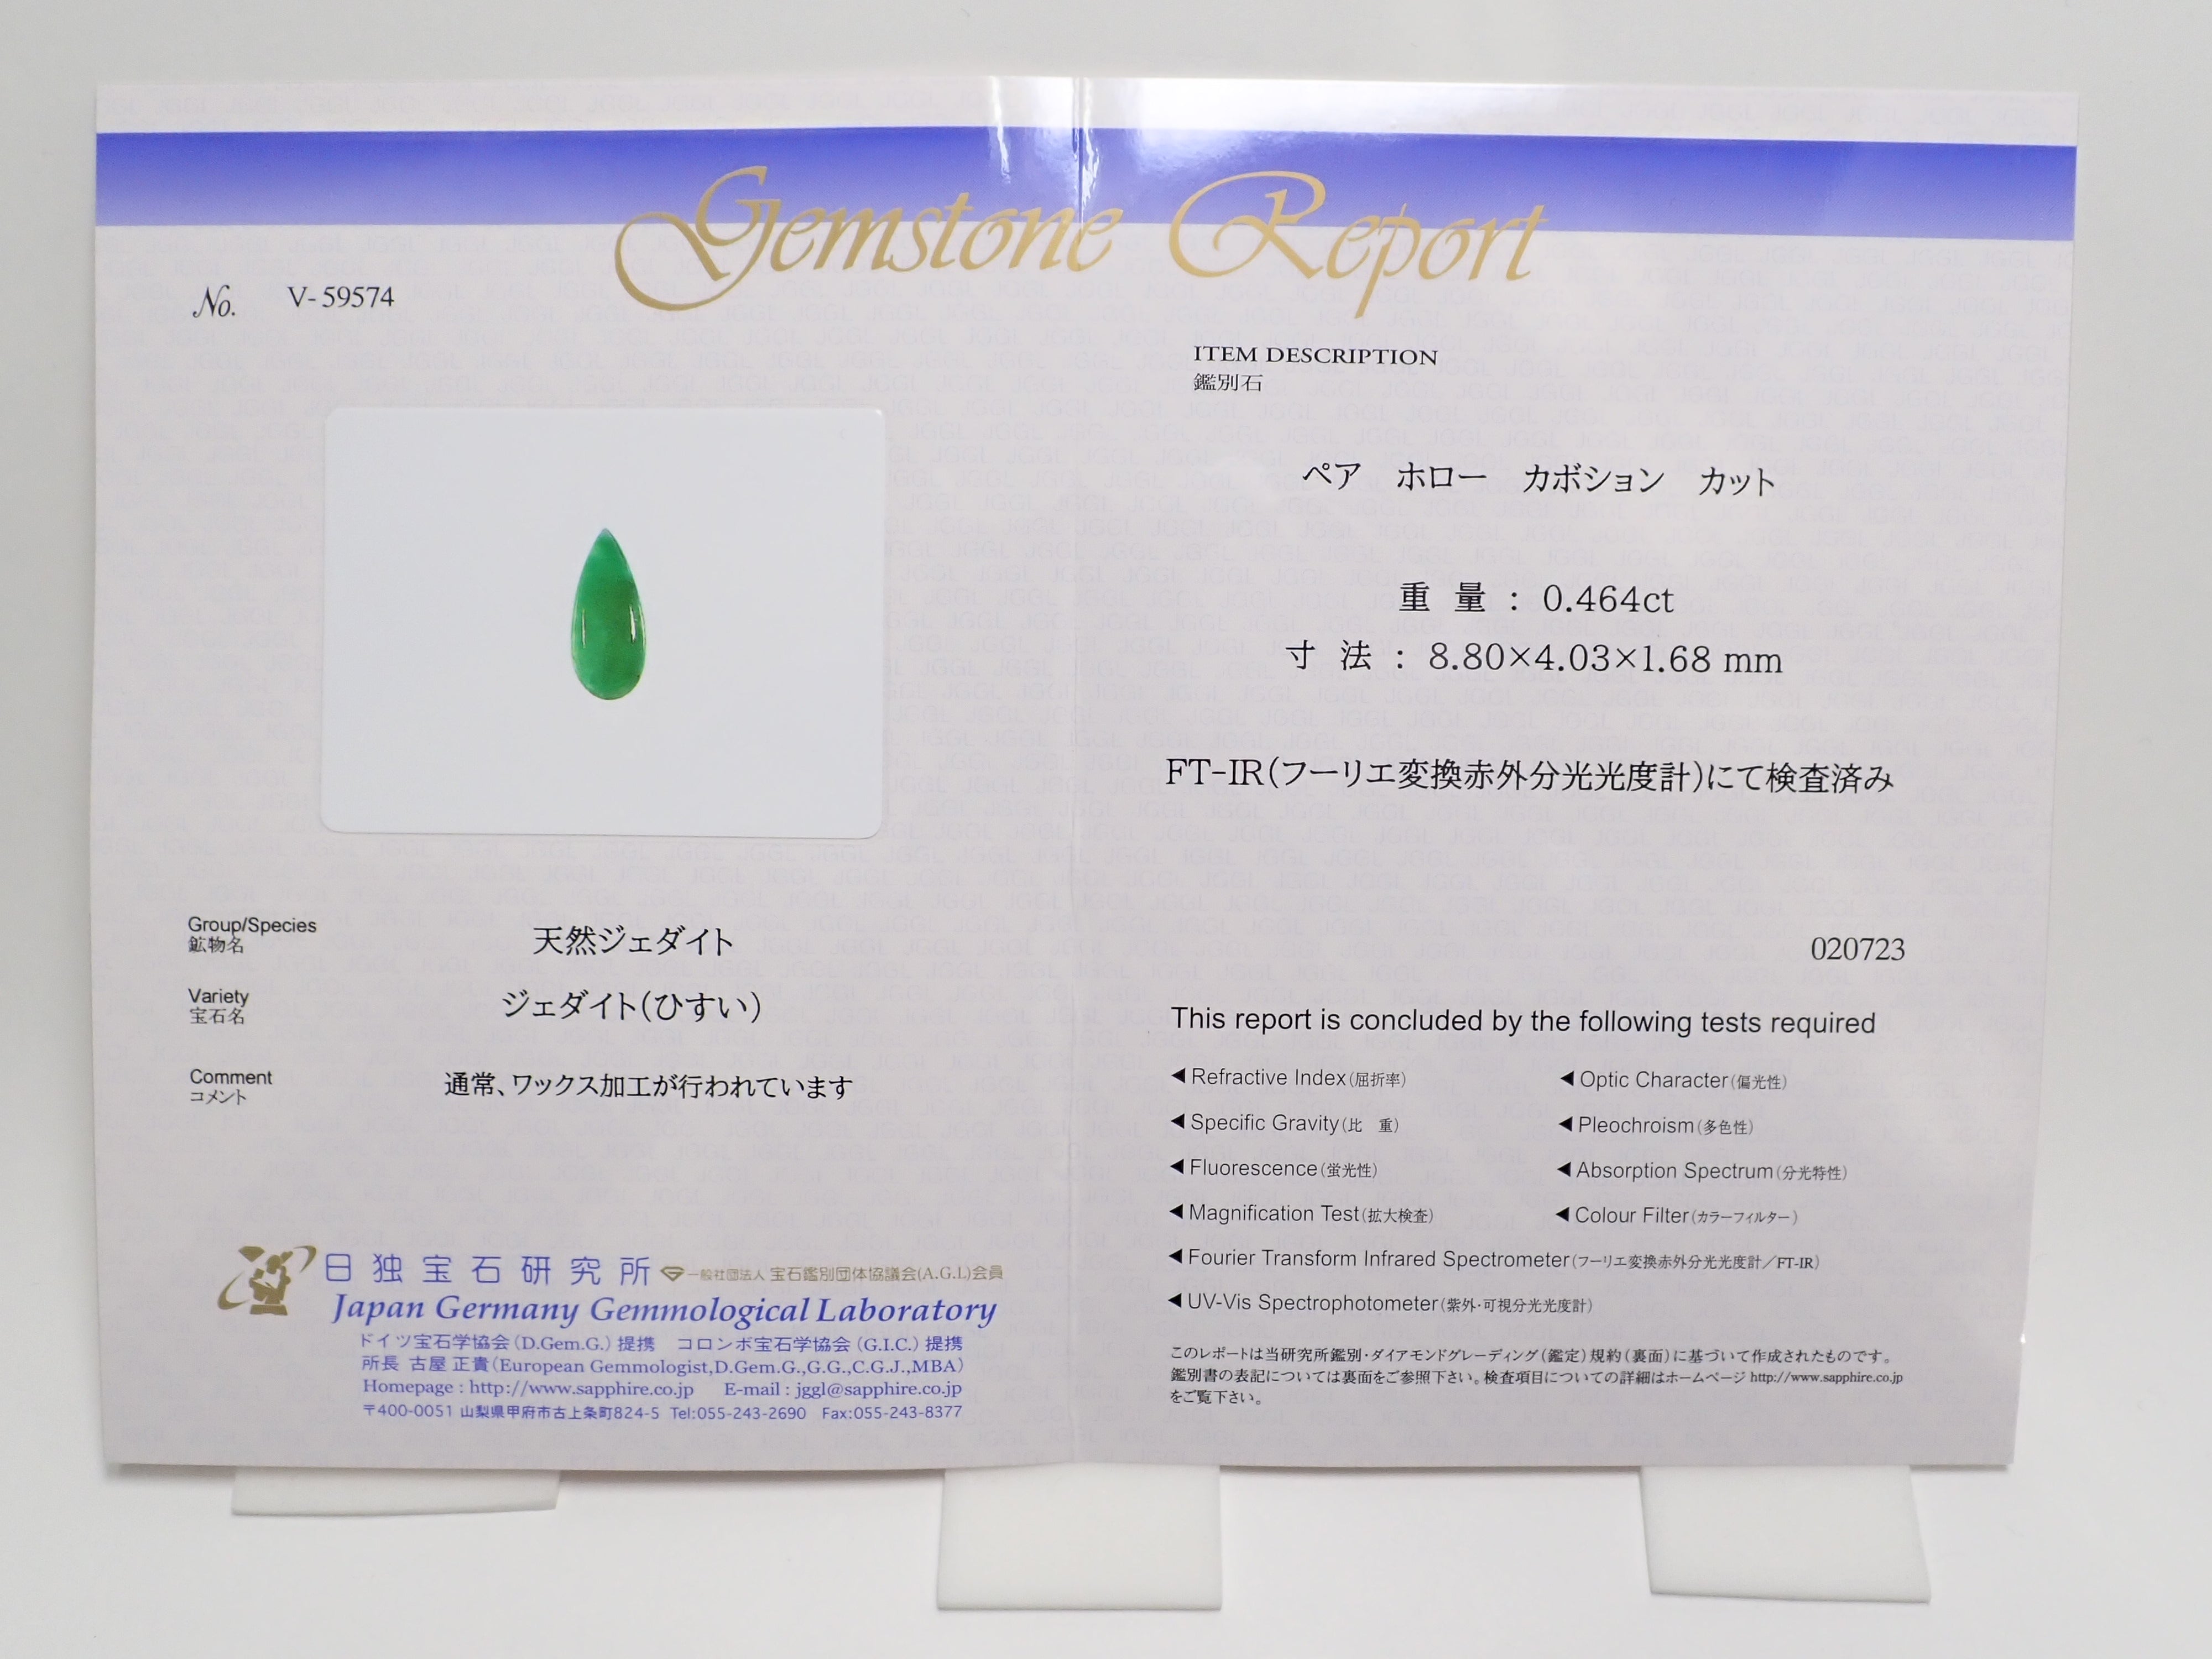 Gemstone Report
No. V-59574
ITEM DESCRIPTION
鑑別石
ペア ホロー カボション カット
重 量 : 0.464ct
寸 法 : 8.80×4.03×1.68 mm
FT-IR(フーリエ変換赤外分光光度計)にて検査済み
Group/Species
鉱物名
天然ジェダイト
Variety
宝石名
ジェダイト(ひすい)
Comment
コメント
通常、ワックス加工が行われています
日独宝石研究所 一般社団法人 宝石鑑別団体協議会(A.G.L)会員
Japan Germany Gemmological Laboratory
ドイツ宝石学協会(D.Gem.G.)提携 コロンボ宝石学協会(G.I.C.)提携
所長 古屋 正貴(European Gemmologist,D.Gem.G.,G.G.,C.G.J.,MBA)
Homepage : http://www.sapphire.co.jp E-mail : jggl@sapphire.co.jp
〒400-0051 山梨県甲府市古上条町824-5 Tel:055-243-2690 Fax:055-243-8377
020723
This report is concluded by the following tests required
◀Refractive Index(屈折率) ◀Optic Character(偏光性)
◀Specific Gravity(比 重) ◀Pleochroism(多色性)
◀Fluorescence(蛍光性) ◀Absorption Spectrum(分光特性)
◀Magnification Test(拡大検査) ◀Colour Filter(カラーフィルター)
◀Fourier Transform Infrared Spectrometer(フーリエ変換赤外分光光度計/FT-IR)
◀UV-Vis Spectrophotometer(紫外・可視分光光度計)
このレポートは当研究所鑑別・ダイアモンドグレーディング(鑑定)規約(裏面)に基づいて作成されたものです。
鑑別書の表記については裏面をご参照下さい。検査項目についての詳細はホームページ http://www.sapphire.co.jp
をご覧下さい。